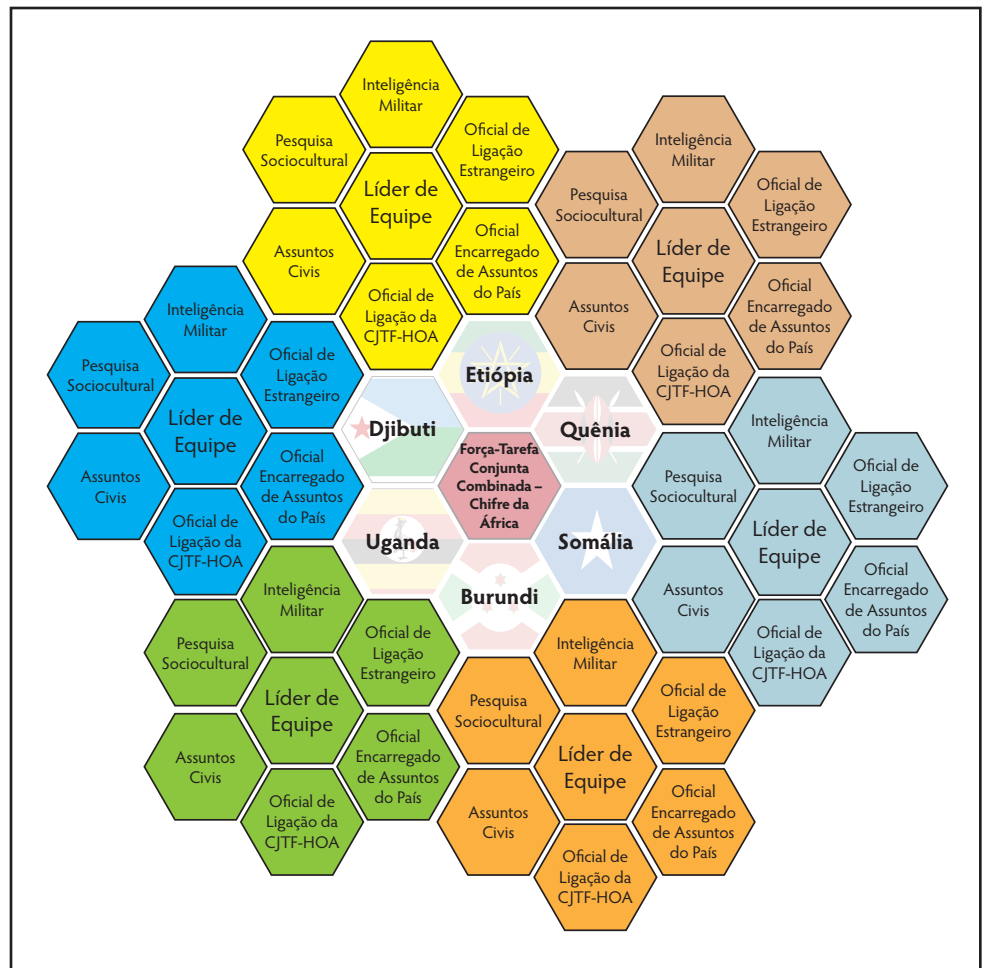 Inteligência
Militar
Pesquisa
Sociocultural
Oficial de
Ligação
Estrangeiro
Líder de
Equipe
Assuntos
Civis
Oficial
Encarregado
de Assuntos
do País
Oficial de
Ligação da
CJTF-HOA
Inteligência
Militar
Pesquisa
Sociocultural
Oficial de
Ligação
Estrangeiro
Líder de
Equipe
Assuntos
Civis
Oficial
Encarregado
de Assuntos
do País
Oficial de
Ligação da
CJTF-HOA
Inteligência
Militar
Pesquisa
Sociocultural
Oficial de
Ligação
Estrangeiro
Líder de
Equipe
Assuntos
Civis
Oficial
Encarregado
de Assuntos
do País
Oficial de
Ligação da
CJTF-HOA
Etiópia
Djibuti
Quênia
Força-Tarefa
Conjunta
Combinada –
Chifre da
África
Uganda
Somália
Burundi
Inteligência
Militar
Pesquisa
Sociocultural
Oficial de
Ligação
Estrangeiro
Líder de
Equipe
Assuntos
Civis
Oficial
Encarregado
de Assuntos
do País
Oficial de
Ligação da
CJTF-HOA
Inteligência
Militar
Pesquisa
Sociocultural
Oficial de
Ligação
Estrangeiro
Líder de
Equipe
Assuntos
Civis
Oficial
Encarregado
de Assuntos
do País
Oficial de
Ligação da
CJTF-HOA
Inteligência
Militar
Pesquisa
Sociocultural
Oficial de
Ligação
Estrangeiro
Líder de
Equipe
Assuntos
Civis
Oficial
Encarregado
de Assuntos
do País
Oficial de
Ligação da
CJTF-HOA